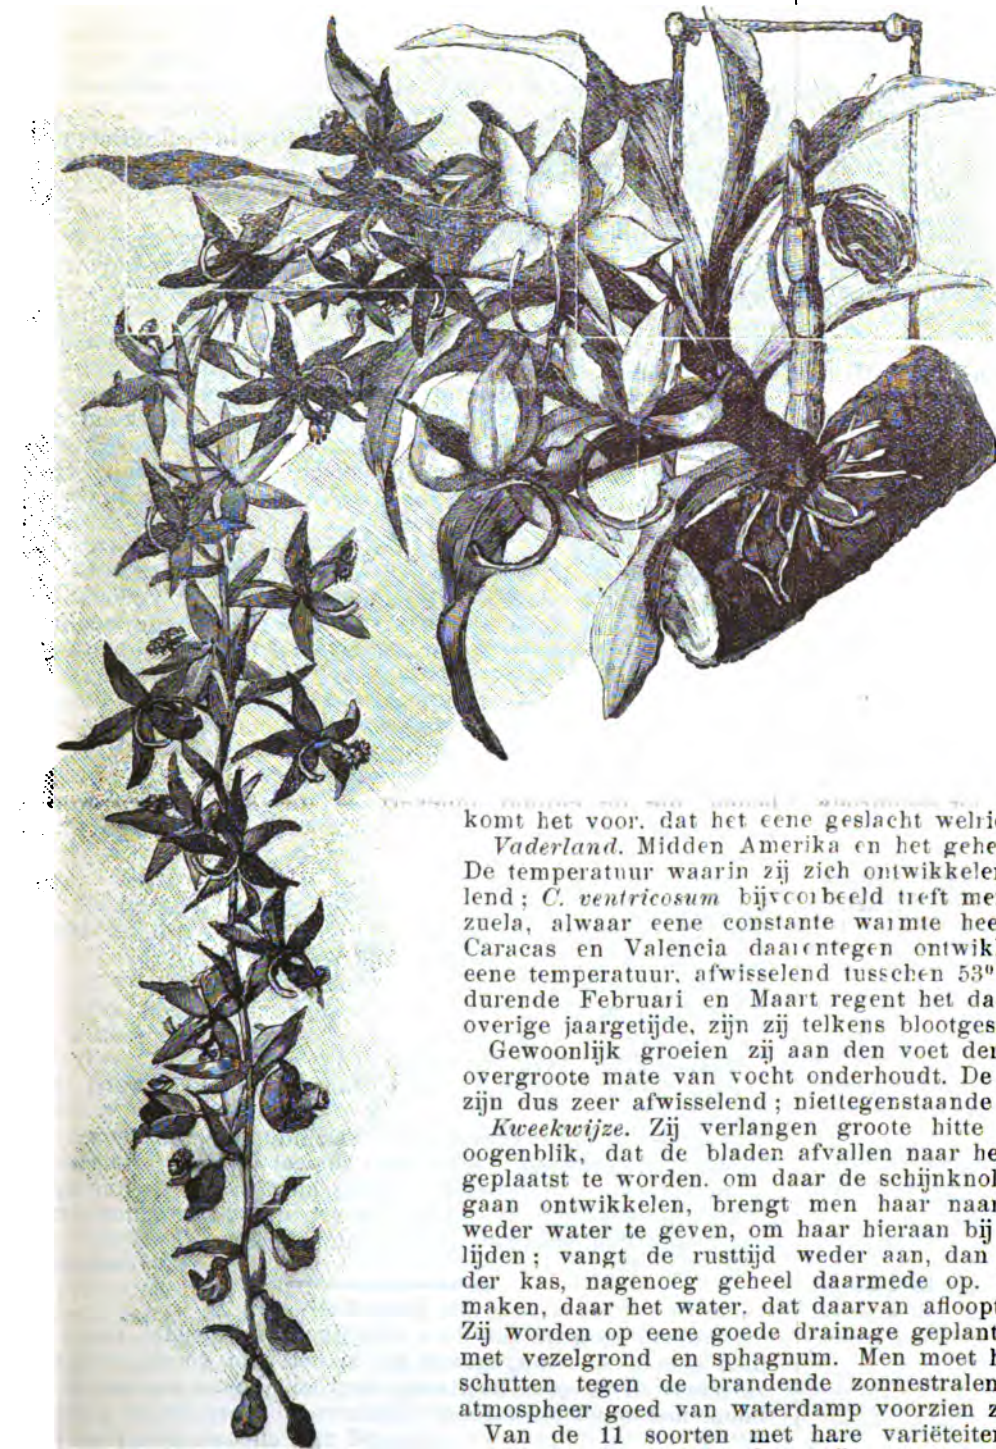 komt het voor. dat het eene geslacht welrie
Vaderland. Midden Amerika en het gehe
De temperatuur waarin zij zich ontwikkeler
lend; C. ventricosum bijvoorbeeld treft me
zuela, alwaar eene constante warmte hee
Caracas en Valencia daarentegen ontwik
eene temperatuur. afwisselend tusschen 53°
durende Februari en Maart regent het da
overige jaargetijde, zijn zij telkens blootges
Gewoonlijk groeien zij aan den voet der
overgroote mate van vocht onderhoudt. De
zijn dus zeer afwisselend; niettegenstaande
Kweekwijze. Zij verlangen groote hitte
oogenblik, dat de bladen afvallen naar he
geplaatst te worden. om daar de schijnknol
gaan ontwikkelen, brengt men haar naar
weder water te geven, om haar hieraan bij
lijden; vangt de rusttijd weder aan, dan
der kas, nagenoeg geheel daarmede op.
maken, daar het water. dat daarvan afloopt
Zij worden op eene goede drainage geplant
met vezelgrond en sphagnum. Men moet h
schutten tegen de brandende zonnestralen
atmospheer goed van waterdamp voorzien z
Van de 11 soorten met hare variëteiten